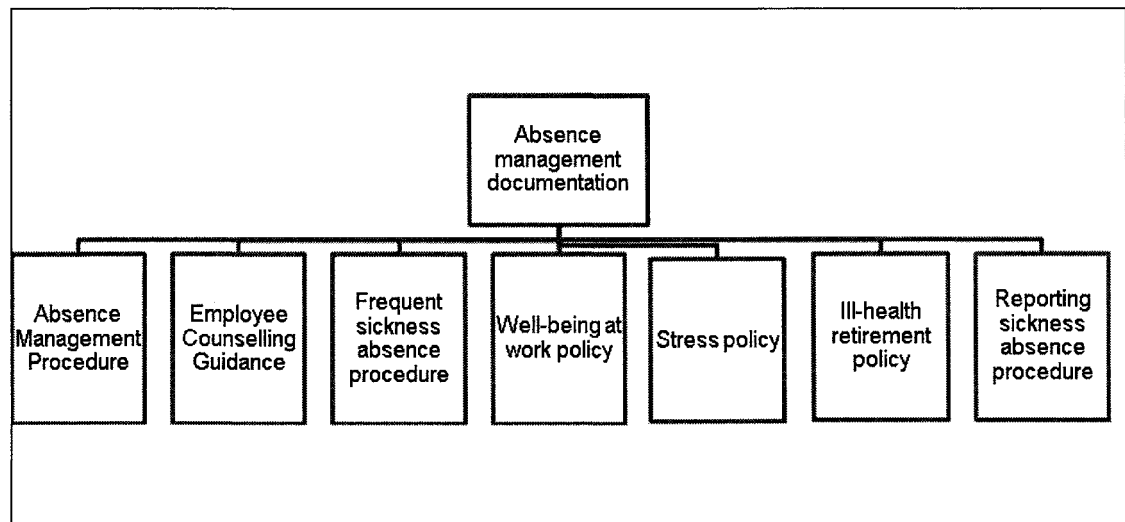 Absence
management
documentation
Absence
Management
Procedure
Employee
Counselling
Guidance
Frequent
sickness
absence
procedure
Well-being at
work policy
Stress policy
Ill-health
retirement
policy
Reporting
sickness
absence
procedure